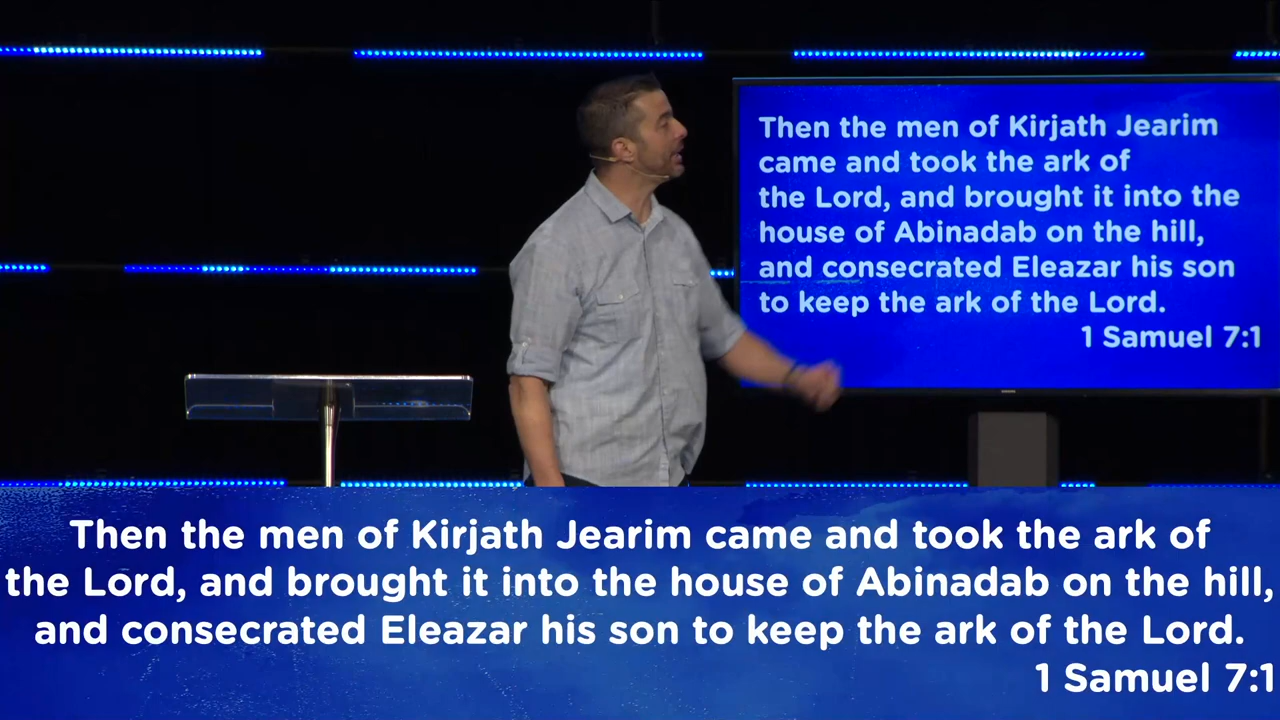 Then the men of Kirjath Jearim
came and took the ark of
the Lord, and brought it into the
house of Abinadab on the hill,
and consecrated Eleazar his son
to keep the ark of the Lord.
1 Samuel 7:1
Then the men of Kirjath Jearim came and took the ark of
the Lord, and brought it into the house of Abinadab on the hill,
and consecrated Eleazar his son to keep the ark of the Lord.
1 Samuel 7:1